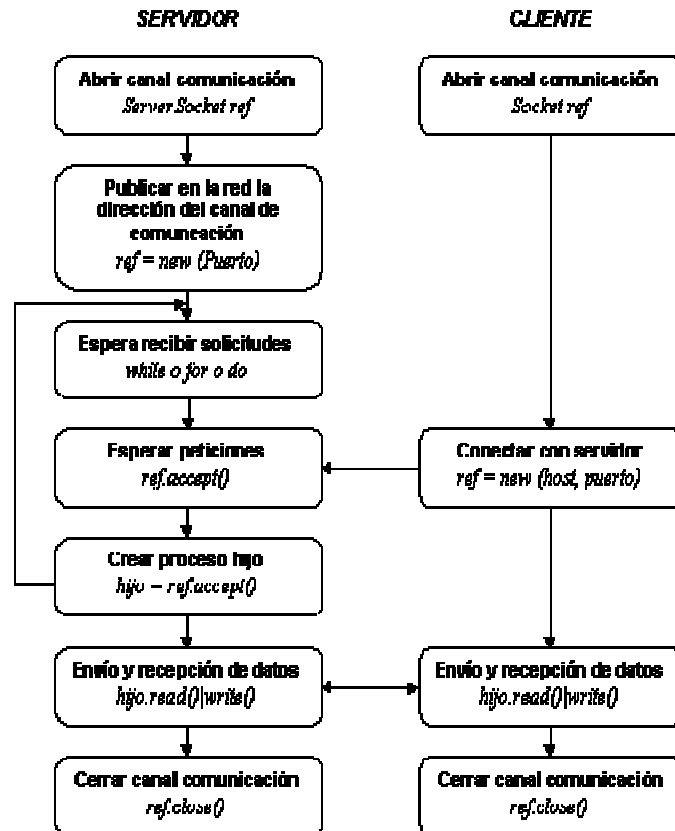 SERVIDOR
Abrir canal comunicación
Server.Socket ref
Publicar en la red la
dirección del canal de
comuncación
ref = new (Puerto)
Espera recibir solicitudes
while o for o do
Esperar peticiones
ref.accept()
Crear proceso hijo
hijo = ref.accept()
Envío y recepción de datos
hijo.read()|write()
Cerrar canal comunicación
ref.close()
CLIENTE
Abrir canal comunicación
Socket ref
Conectar con servidor
ref = new (host, puerto)
Envío y recepción de datos
hijo.read()|write()
Cerrar canal comunicación
ref.close()